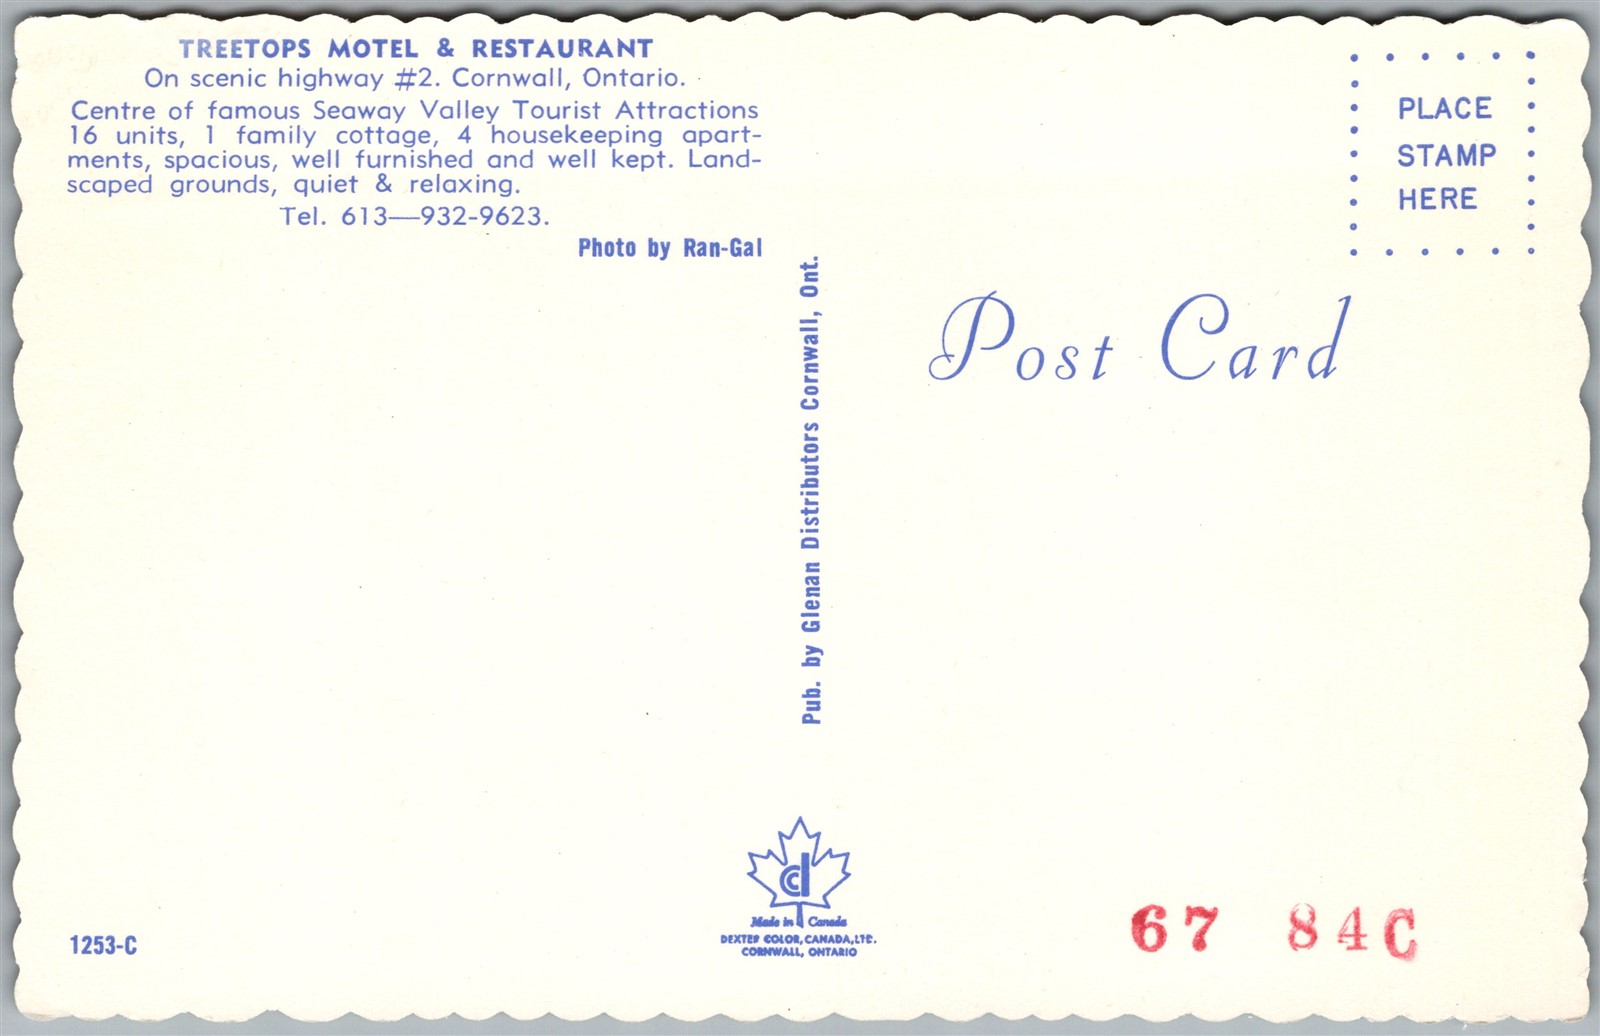 TREETOPS MOTEL & RESTAURANT
On scenic highway #2. Cornwall, Ontario.
Centre of famous Seaway Valley Tourist Attractions
16 units, 1 family cottage, 4 housekeeping apart-
ments, spacious, well furnished and well kept. Land-
scaped grounds, quiet & relaxing.
Tel. 613—932-9623.
Photo by Ran-Gal
Pub. by Glenan Distributors Cornwall, Ont.
PLACE
STAMP
HERE
Post Card
Made in Canada
DEXTER COLOR, CANADA, LTD.
CORNWALL, ONTARIO
1253-C
67 84C